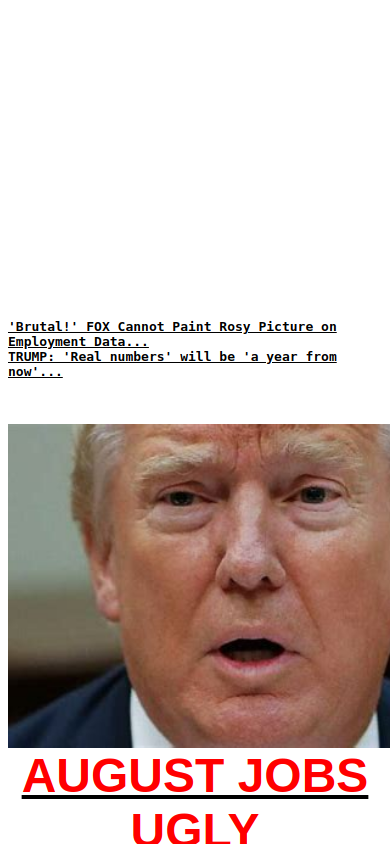 'Brutal!' FOX Cannot Paint Rosy Picture on
Employment Data...
TRUMP: 'Real numbers' will be 'a year from
now'...
AUGUST JOBS
UGLY